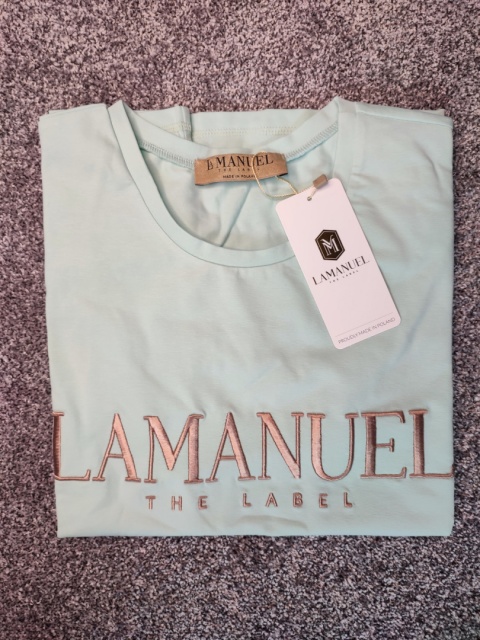 LAMANUEL
THE LABEL
MADE IN POLAND
M
LAMANUEL
THE LABEL
PROUDLY MADE IN POLAND
LAMANUEL
THE LABEL